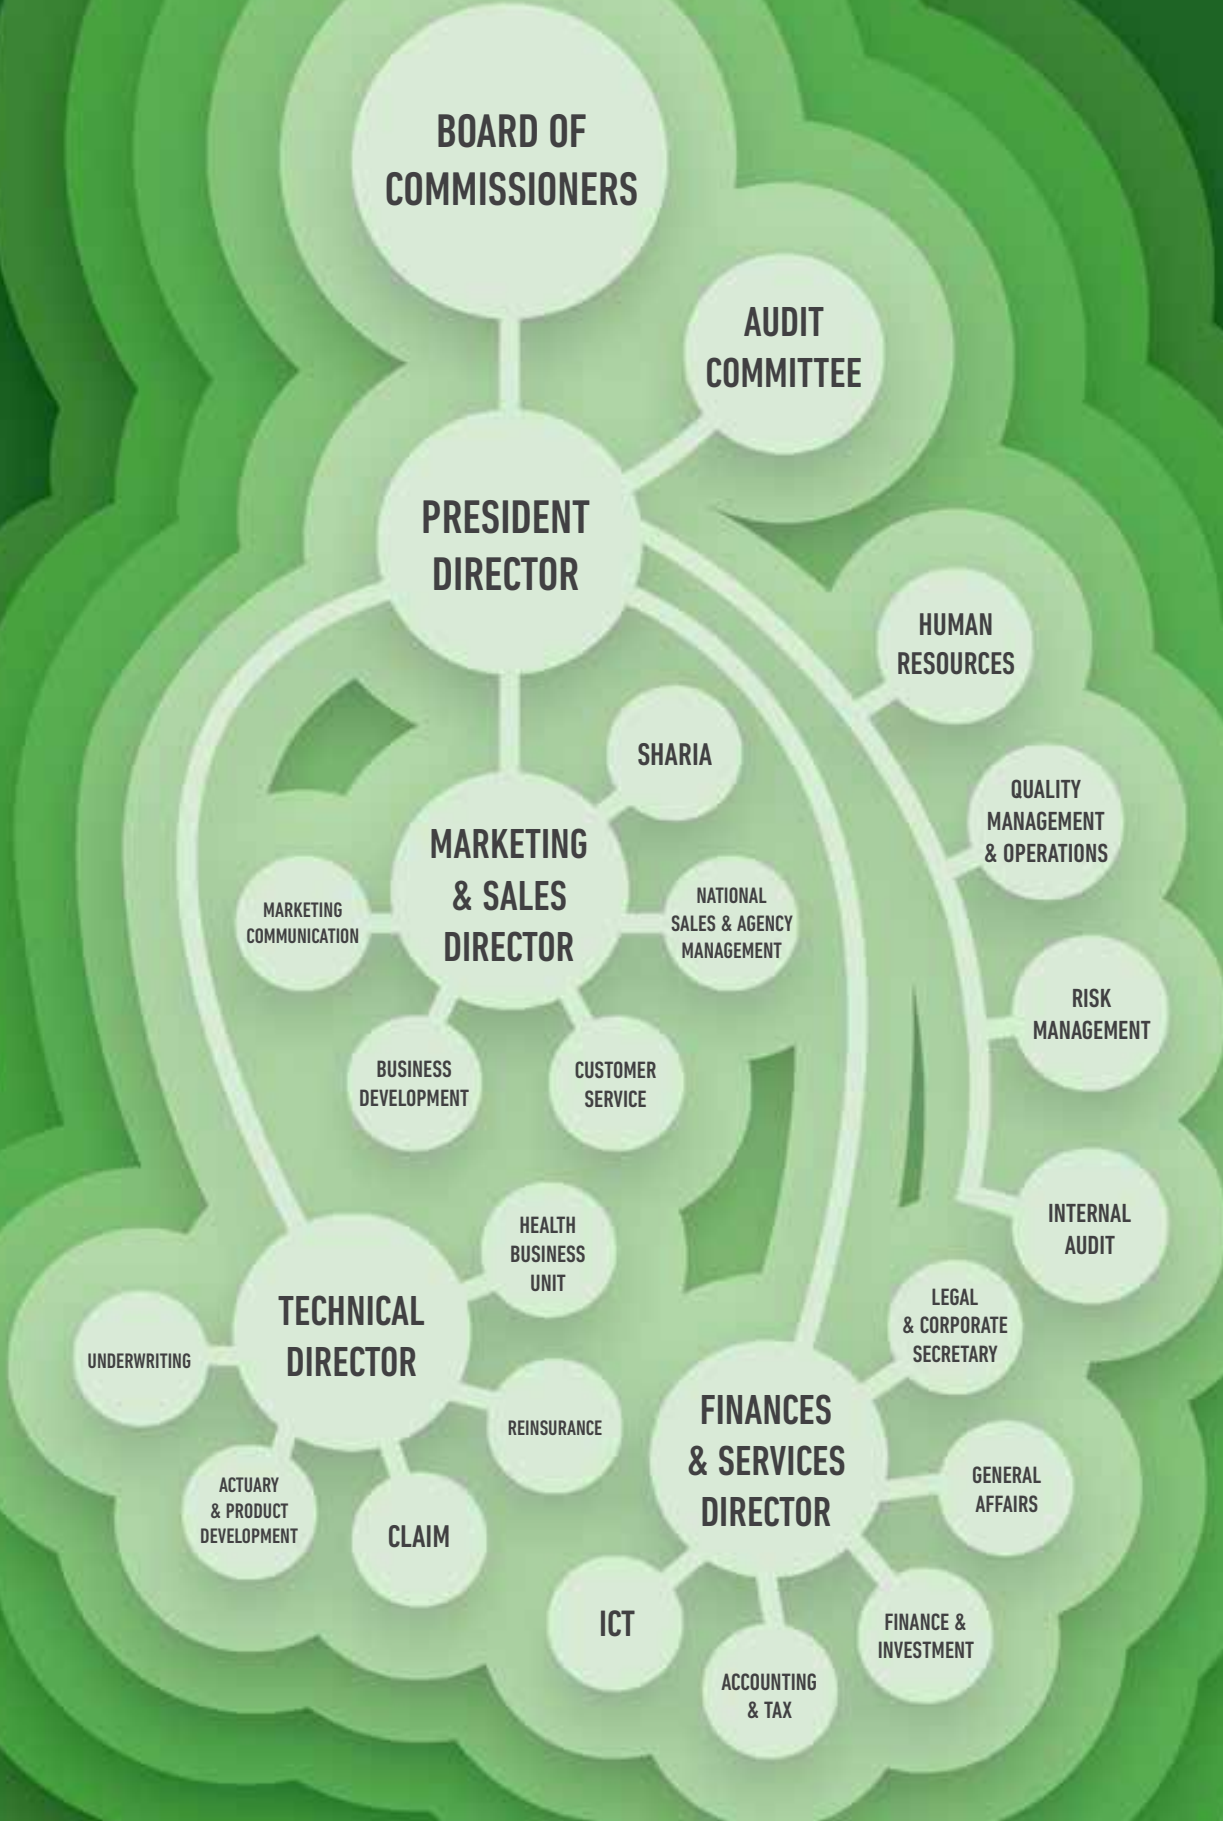 BOARD OF
COMMISSIONERS
AUDIT
COMMITTEE
PRESIDENT
DIRECTOR
HUMAN
RESOURCES
SHARIA
QUALITY
MANAGEMENT
& OPERATIONS
MARKETING
& SALES
DIRECTOR
MARKETING
COMMUNICATION
NATIONAL
SALES & AGENCY
MANAGEMENT
RISK
MANAGEMENT
BUSINESS
DEVELOPMENT
CUSTOMER
SERVICE
INTERNAL
AUDIT
HEALTH
BUSINESS
UNIT
TECHNICAL
DIRECTOR
UNDERWRITING
LEGAL
& CORPORATE
SECRETARY
REINSURANCE
FINANCES
& SERVICES
DIRECTOR
ACTUARY
& PRODUCT
DEVELOPMENT
CLAIM
GENERAL
AFFAIRS
ICT
FINANCE &
INVESTMENT
ACCOUNTING
& TAX